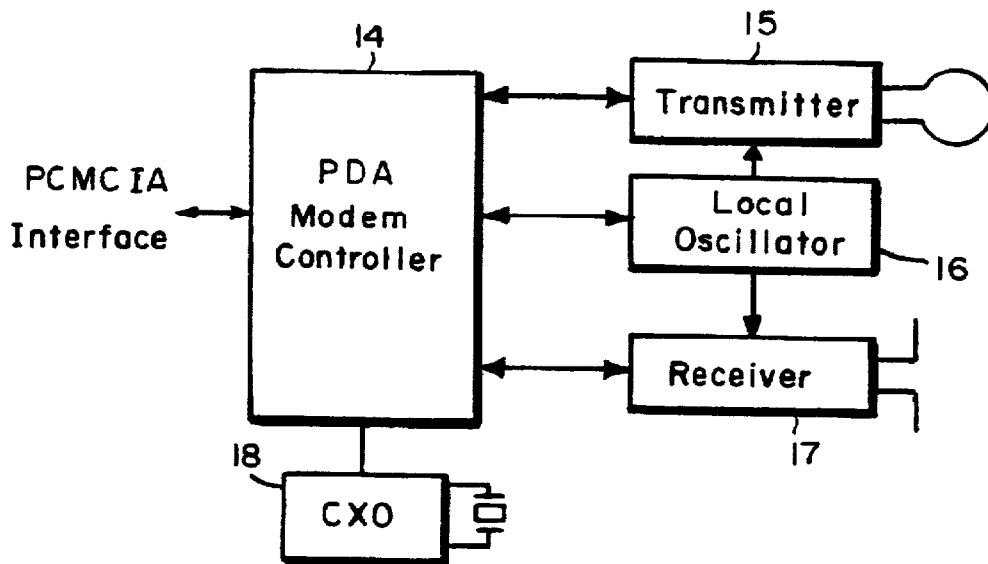 14
15
Transmitter
PCMCIA
Interface
PDA
Modem
Controller
Local
Oscillator
16
Receiver
17
18
CXO